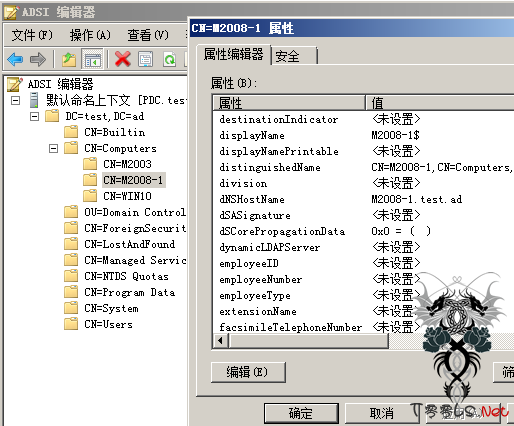 ADSI 编辑器
文件(F) 操作(A) 查看(V)
ADSI 编辑器
默认命名上下文 [PDC.tes
DC=test,DC=ad
CN=Builtin
CN=Computers
CN=M2003
CN=M2008-1
CN=WIN10
OU=Domain Control
CN=ForeignSecurit
CN=LostAndFound
CN=Managed Servic
CN=NTDS Quotas
CN=Program Data
CN=System
CN=Users
CN=M2008-1 属性
属性编辑器 安全
属性(B):
属性 值
destinationIndicator <未设置>
displayName M2008-1$
displayNamePrintable <未设置>
distinguishedName CN=M2008-1,CN=Computers,
division <未设置>
dNSHostName M2008-1.test.ad
dSASignature <未设置>
dSCorePropagationData 0x0 = ( )
dynamicLDAPServer <未设置>
employeeID <未设置>
employeeNumber <未设置>
employeeType <未设置>
extensionName <未设置>
facsimileTelephoneNumber <未设置>
编辑(E) 筛
确定 取消